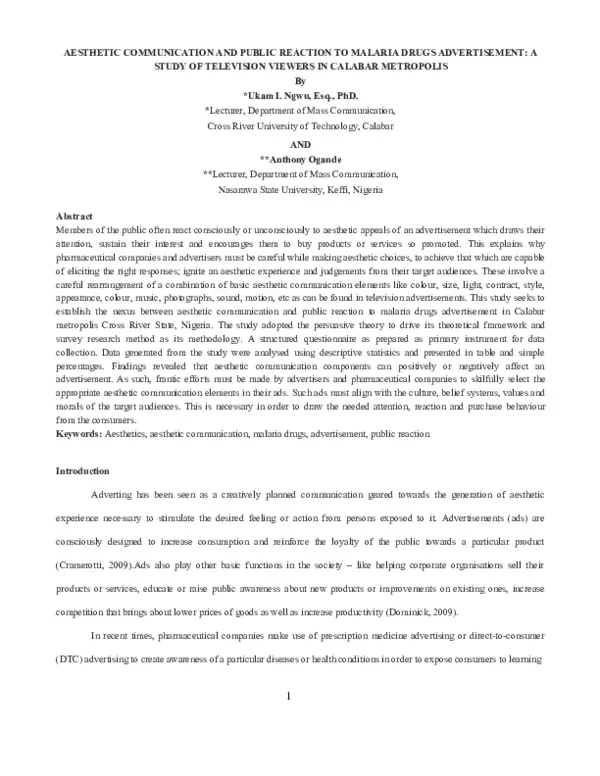 AESTHETIC COMMUNICATION AND PUBLIC REACTION TO MALARIA DRUGS ADVERTISEMENT: A
STUDY OF TELEVISION VIEWERS IN CALABAR METROPOLIS
By
*Ukam I. Ngwu, Esq., PhD.
*Lecturer, Department of Mass Communication,
Cross River University of Technology, Calabar
AND
**Anthony Ogande
**Lecturer, Department of Mass Communication,
Nasarawa State University, Keffi, Nigeria
Abstract
Members of the public often react consciously or unconsciously to aesthetic appeals of an advertisement which draws their
attention, sustain their interest and encourages them to buy products or services so promoted. This explains why
pharmaceutical companies and advertisers must be careful while making aesthetic choices, to achieve that which are capable
of eliciting the right responses; ignite an aesthetic experience and judgements from their target audiences. These involve a
careful rearrangement of a combination of basic aesthetic communication elements like colour, size, light, contract, style,
appearance, colour, music, photographs, sound, motion, etc as can be found in television advertisements. This study seeks to
establish the nexus between aesthetic communication and public reaction to malaria drugs advertisement in Calabar
metropolis Cross River State, Nigeria. The study adopted the persuasive theory to drive its theoretical framework and
survey research method as its methodology. A structured questionnaire as prepared as primary instrument for data
collection. Data generated from the study were analysed using descriptive statistics and presented in table and simple
percentages. Findings revealed that aesthetic communication components can positively or negatively affect an
advertisement. As such, frantic efforts must be made by advertisers and pharmaceutical companies to skilfully select the
appropriate aesthetic communication elements in their ads. Such ads must align with the culture, belief systems, values and
morals of the target audiences. This is necessary in order to draw the needed attention, reaction and purchase behaviour
from the consumers.
Keywords: Aesthetics, aesthetic communication, malaria drugs, advertisement, public reaction
Introduction
Adverting has been seen as a creatively planned communication geared towards the generation of aesthetic
experience necessary to stimulate the desired feeling or action from persons exposed to it. Advertisements (ads) are
consciously designed to increase consumption and reinforce the loyalty of the public towards a particular product
(Cramerotti, 2009).Ads also play other basic functions in the society – like helping corporate organisations sell their
products or services, educate or raise public awareness about new products or improvements on existing ones, increase
competition that brings about lower prices of goods as well as increase productivity (Dominick, 2009).
In recent times, pharmaceutical companies make use of prescription medicine advertising or direct-to-consumer
(DTC) advertising to create awareness of a particular diseases or health conditions in order to expose consumers to learning
1